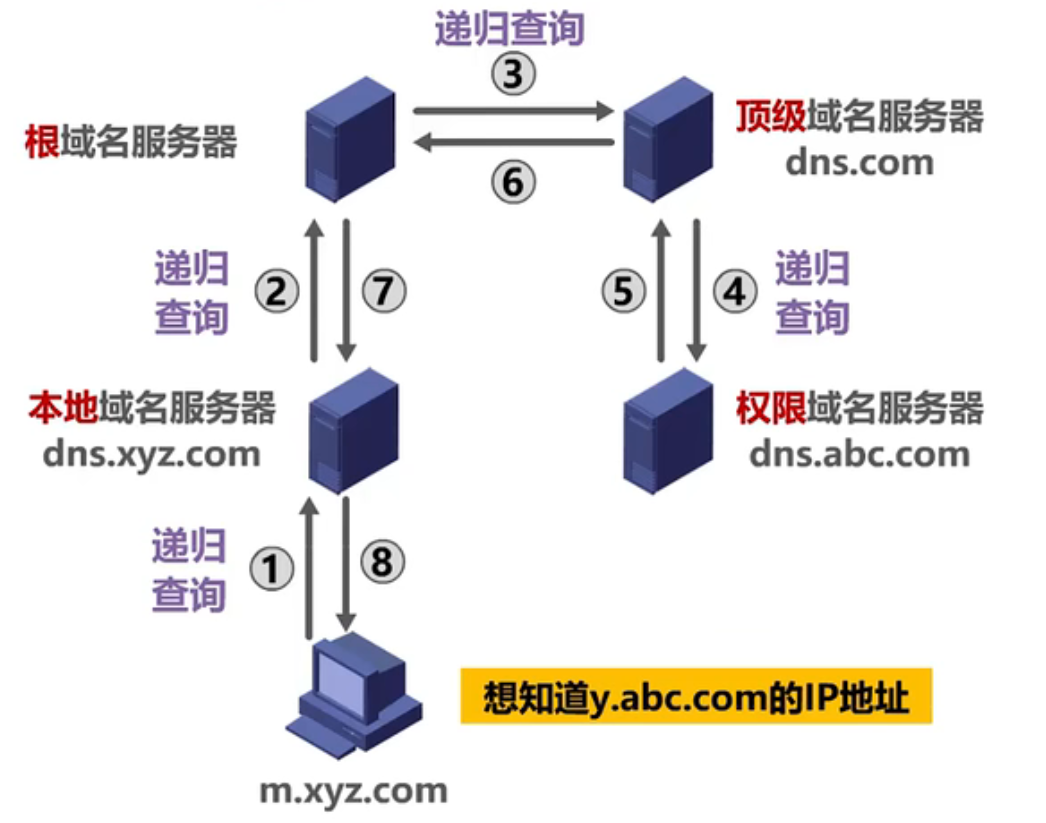 递归查询
③
根域名服务器
顶级域名服务器
dns.com
⑥
递归
查询
②
⑦
⑤
④
递归
查询
本地域名服务器
dns.xyz.com
权限域名服务器
dns.abc.com
递归
查询
①
⑧
想知道y.abc.com的IP地址
m.xyz.com